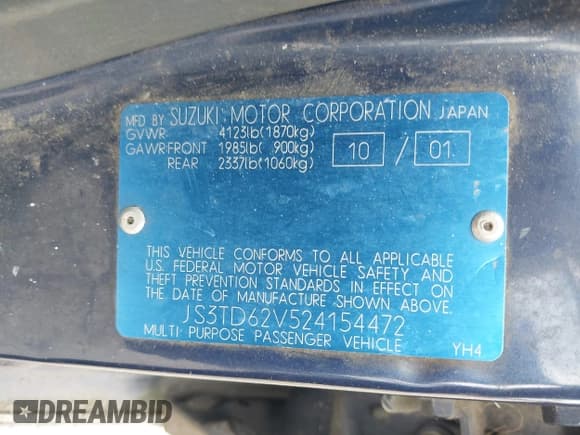 MFD BY SUZUKI MOTOR CORPORATION JAPAN
GVWR: 4123lb(1870kg)
GAWR:FRONT 1985lb( 900kg) 10 / 01
REAR 2337lb(1060kg)
THIS VEHICLE CONFORMS TO ALL APPLICABLE
U.S. FEDERAL MOTOR VEHICLE SAFETY AND
THEFT PREVENTION STANDARDS IN EFFECT ON
THE DATE OF MANUFACTURE SHOWN ABOVE.
JS3TD62V524154472
MULTI-PURPOSE PASSENGER VEHICLE YH4
DREAMBID